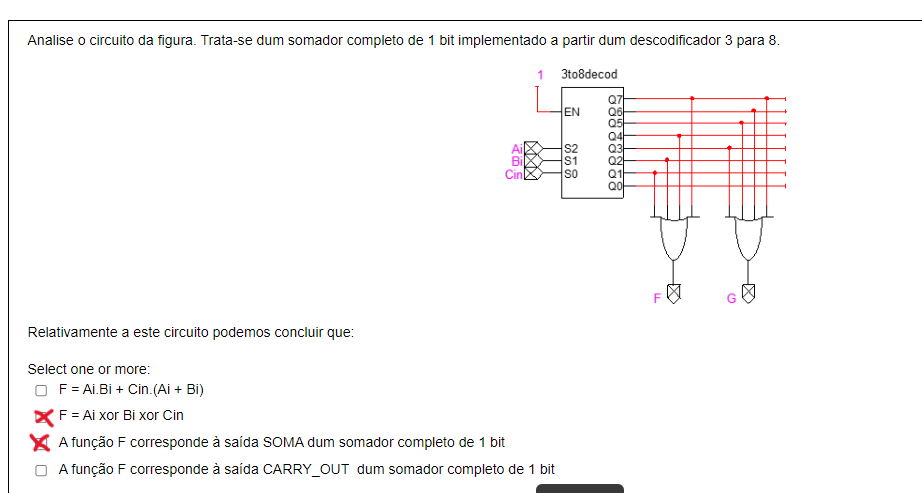 Analise o circuito da figura. Trata-se dum somador completo de 1 bit implementado a partir dum descodificador 3 para 8.
1 3to8decod
Q7
EN Q6
Q5
Q4
Ai S2 Q3
Bi S1 Q2
Cin S0 Q1
Q0
F G
Relativamente a este circuito podemos concluir que:
Select one or more:
F = Ai.Bi + Cin.(Ai + Bi)
F = Ai xor Bi xor Cin
A função F corresponde à saída SOMA dum somador completo de 1 bit
A função F corresponde à saída CARRY_OUT dum somador completo de 1 bit